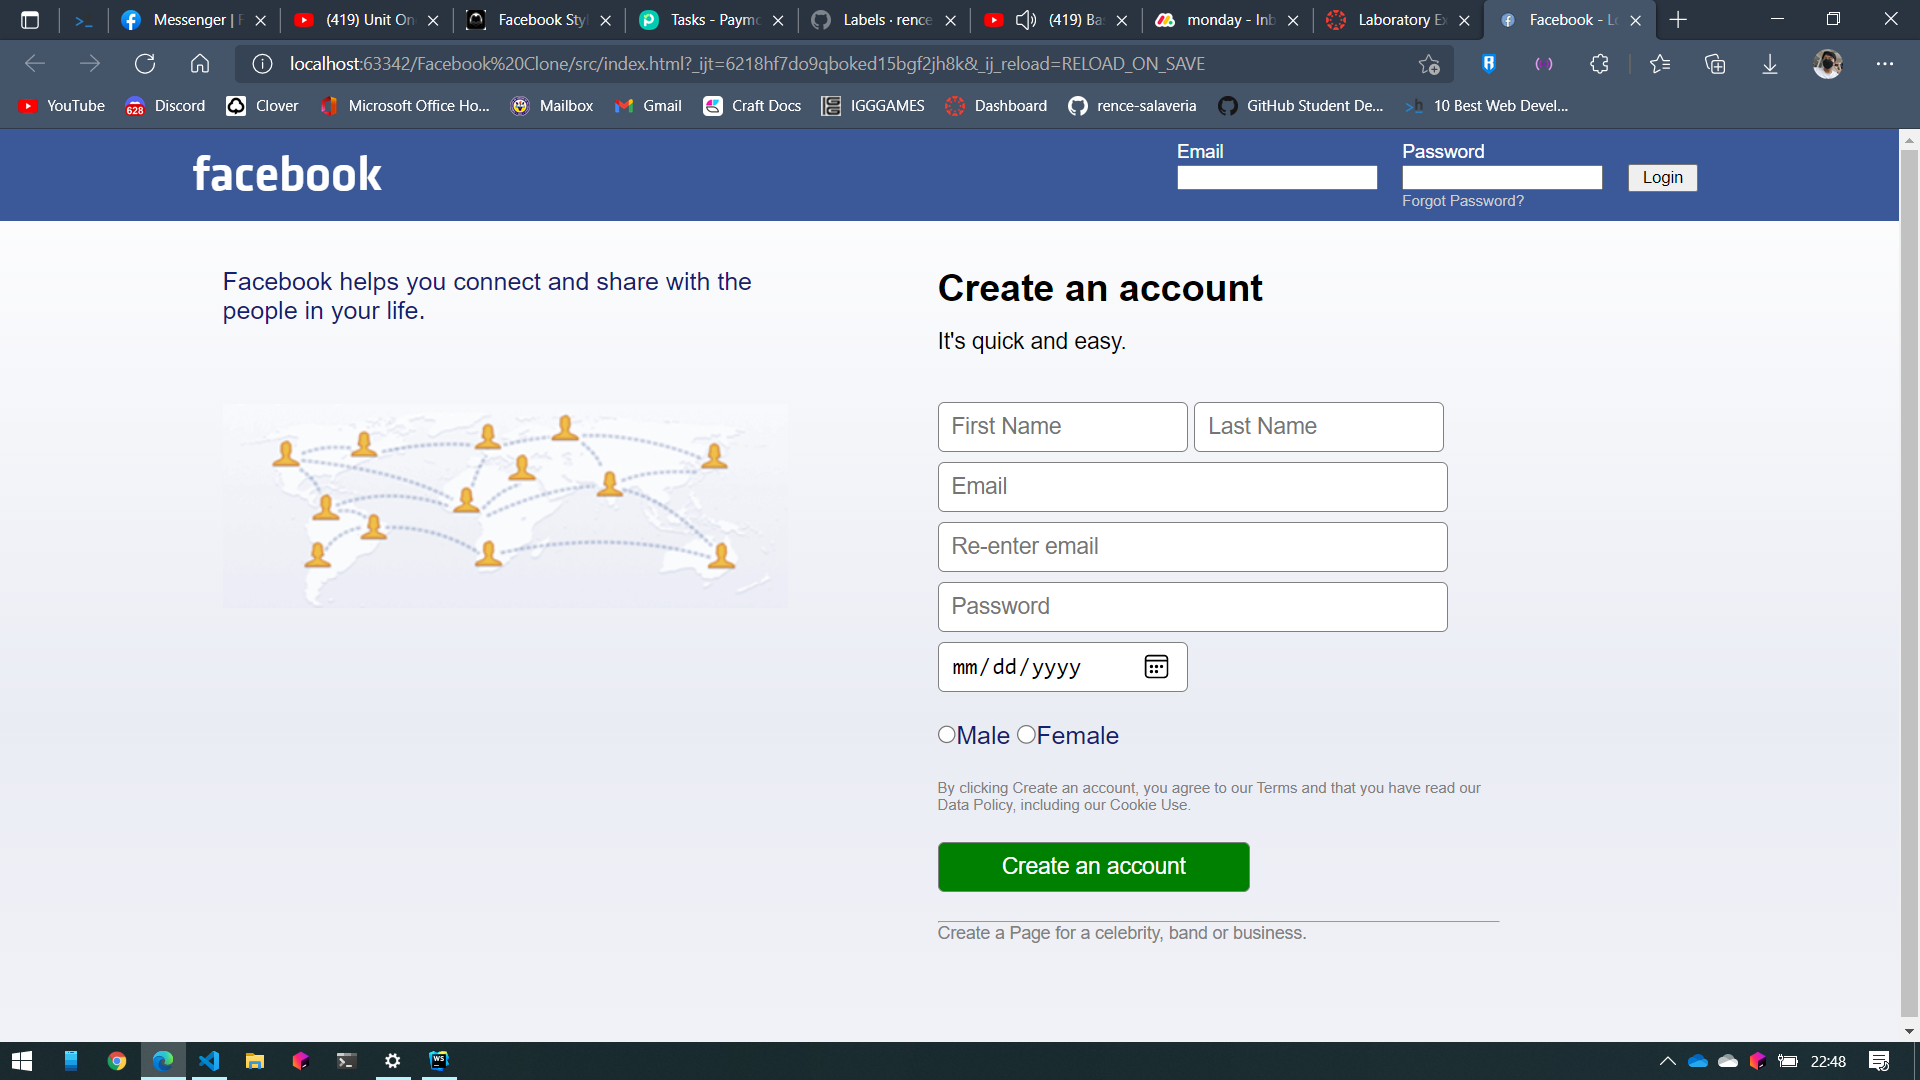 Messenger | F
(419) Unit On
Facebook Styl
Tasks - Paymo
Labels · rence
(419) Ba
monday - Inb
Laboratory Ex
Facebook - Lo
localhost:63342/Facebook%20Clone/src/index.html?_ijt=6218hf7do9qboked15bgf2jh8k&_ij_reload=RELOAD_ON_SAVE
YouTube
628
Discord
Clover
Microsoft Office Ho...
Mailbox
Gmail
Craft Docs
IGGGAMES
Dashboard
rence-salaveria
GitHub Student De...
10 Best Web Devel...
facebook
Email
Password
Login
Forgot Password?
Facebook helps you connect and share with the
people in your life.
Create an account
It's quick and easy.
First Name
Last Name
Email
Re-enter email
Password
mm/dd/yyyy
Male
Female
By clicking Create an account, you agree to our Terms and that you have read our
Data Policy, including our Cookie Use.
Create an account
Create a Page for a celebrity, band or business.
WS
22:48